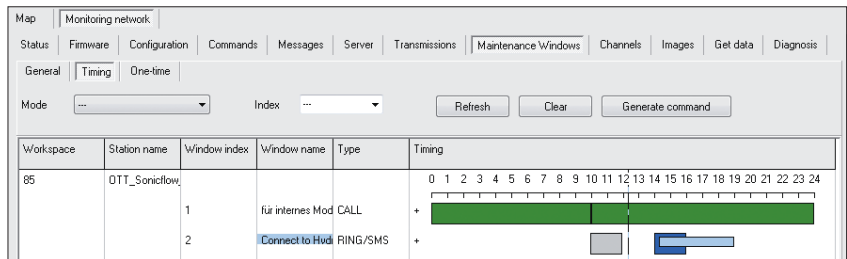 Map Monitoring network
Status Firmware Configuration Commands Messages Server Transmissions Maintenance Windows Channels Images Get data Diagnosis
General Timing One-time
Mode --- Index --- Refresh Clear Generate command
Workspace Station name Window index Window name Type Timing
0 1 2 3 4 5 6 7 8 9 10 11 12 13 14 15 16 17 18 19 20 21 22 23 24
85 OTT_Sonicflow_
1 für internes Mod CALL +
2 Connect to Hydr RING/SMS +